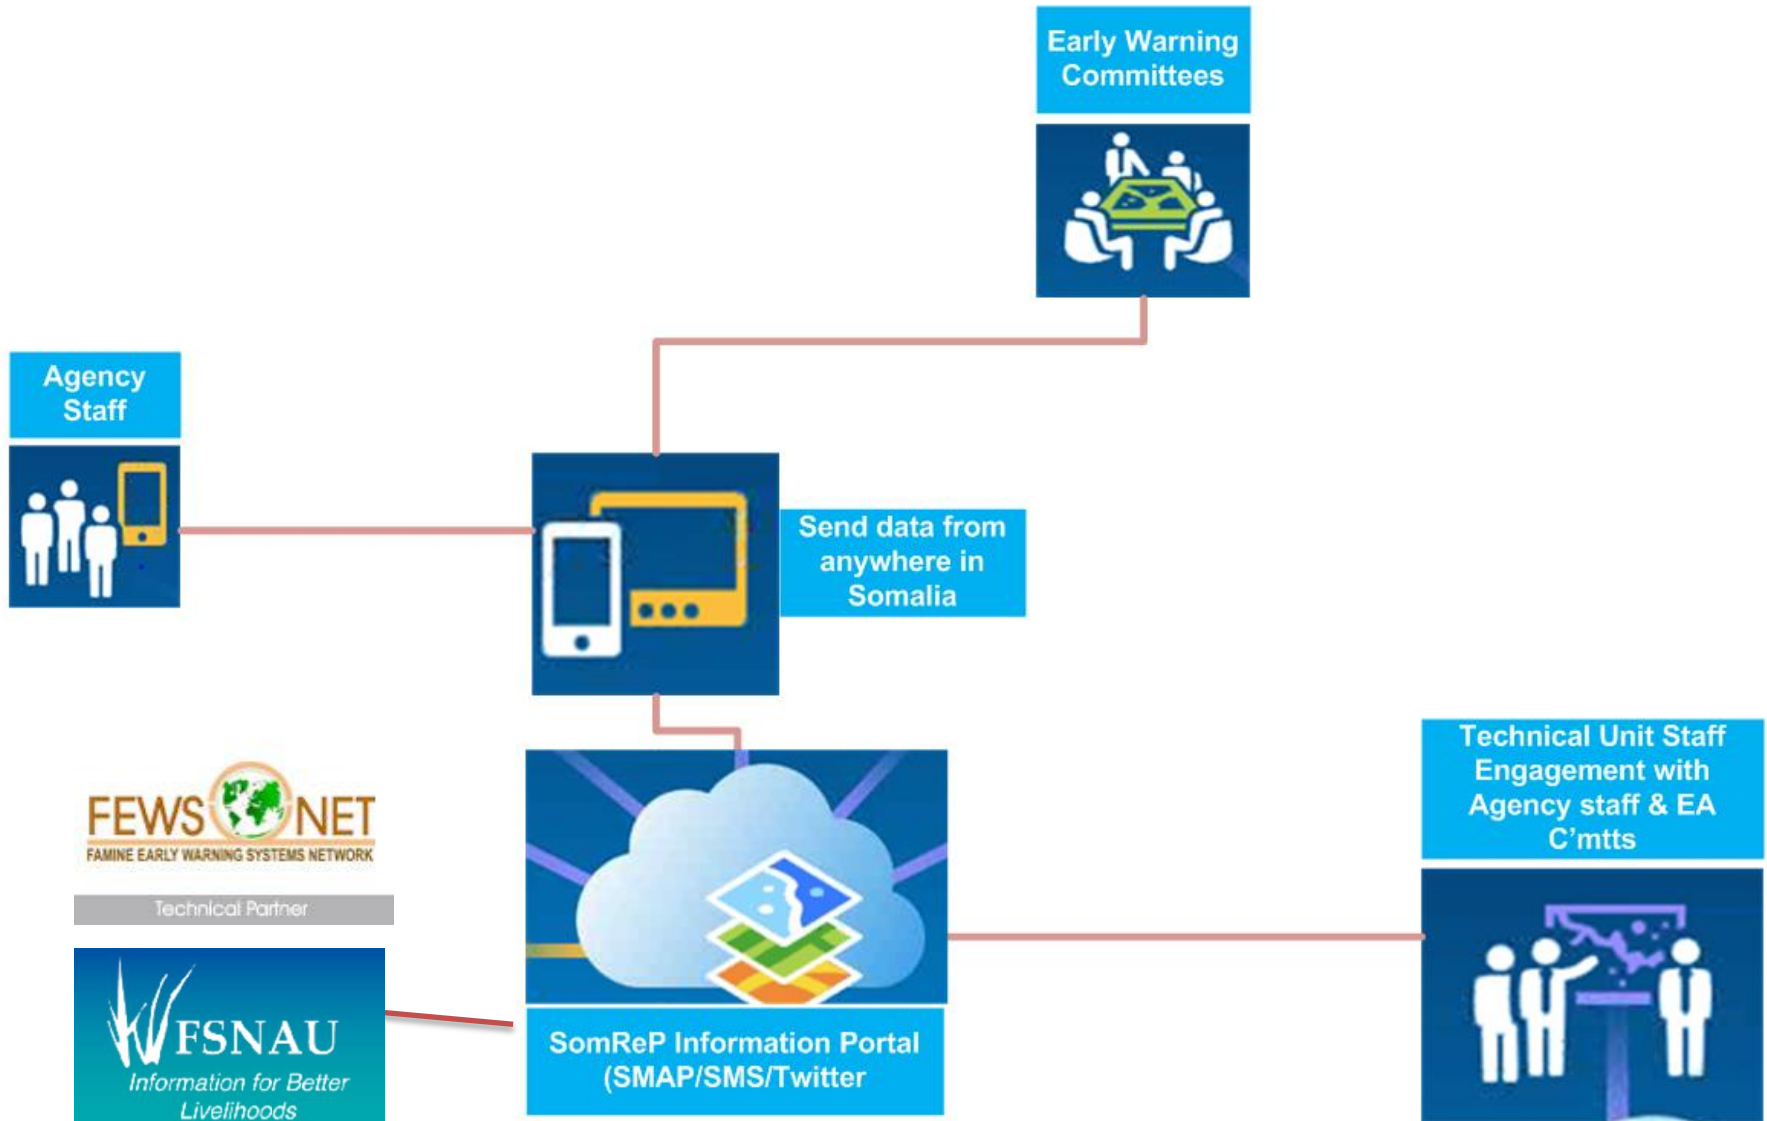 Early Warning
Committees
Agency
Staff
Send data from
anywhere in
Somalia
FEWS NET
FAMINE EARLY WARNING SYSTEMS NETWORK
Technical Partner
FSNAU
Information for Better
Livelihoods
SomReP Information Portal
(SMAP/SMS/Twitter
Technical Unit Staff
Engagement with
Agency staff & EA
C’mtts